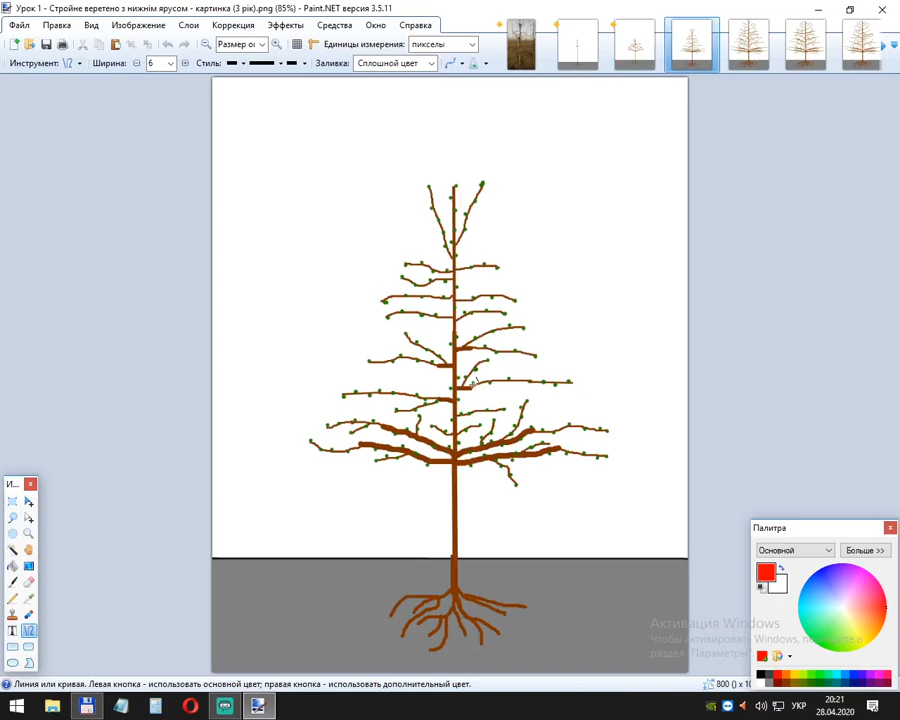 Урок 1 - Стройне веретено з нижнім ярусом - картинка (3 рік).png (85%) - Paint.NET версия 3.5.11
Файл Правка Вид Изображение Слои Коррекция Эффекты Средства Окно Справка
Размер о Единицы измерения: пикселы
Инструмент: Ширина: 6 Стиль: Заливка: Сплошной цвет
И...
Палитра
Основной Больше >>
Активация Windows
Чтобы активировать Windows, перейдите в
раздел "Параметры".
Линия или кривая. Левая кнопка - использовать основной цвет; правая кнопка - использовать дополнительный цвет.
УКР
20:21
28.04.2020